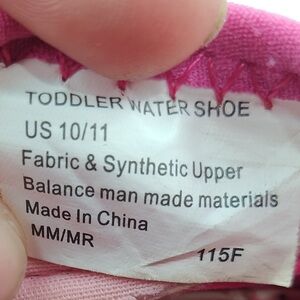 TODDLER WATER SHOE
US 10/11
Fabric & Synthetic Upper
Balance man made materials
Made In China
MM/MR
115F